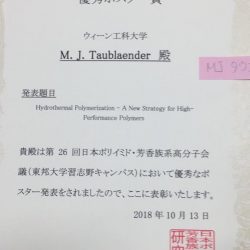 優秀ポスター賞
ウィーン工科大学
M. J. Taublaender 殿
発表題目
Hydrothermal Polymerization – A New Strategy for High-
Performance Polymers
貴殿は第 26 回日本ポリイミド・芳香族系高分子会
議（東邦大学習志野キャンパス）において優秀なポ
スター発表をされましたので、ここに表彰いたします。
2018 年 10 月 13 日
MJ タウ